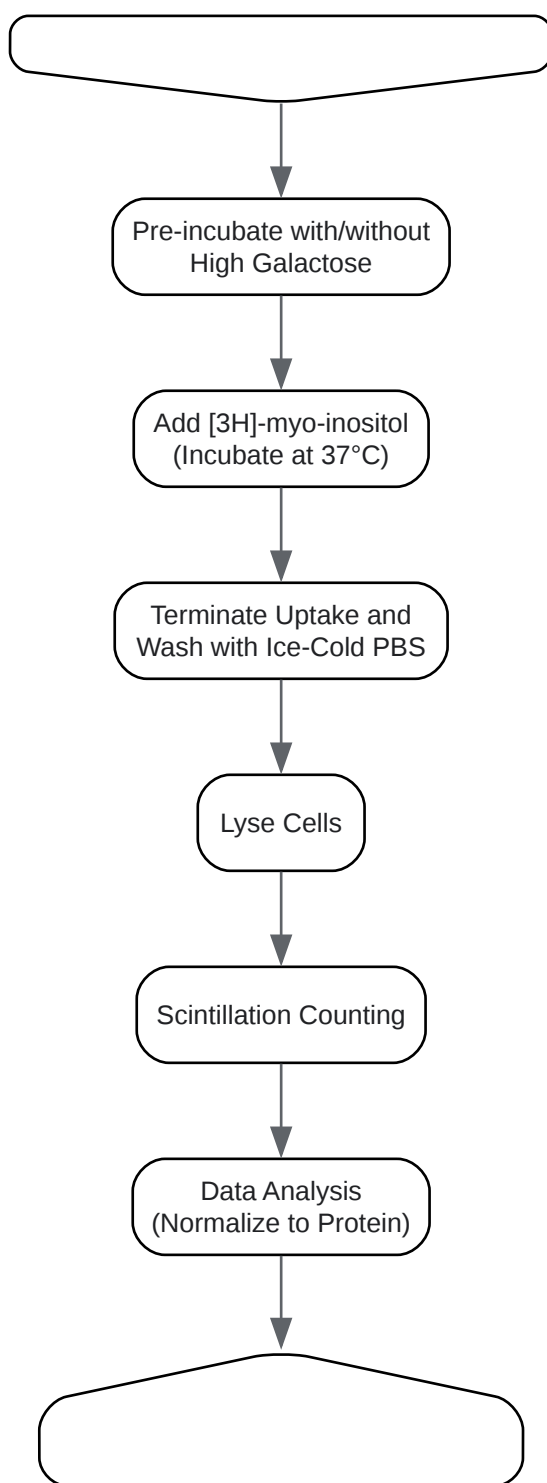 Pre-incubate with/without
High Galactose
Add [3H]-myo-inositol
(Incubate at 37°C)
Terminate Uptake and
Wash with Ice-Cold PBS
Lyse Cells
Scintillation Counting
Data Analysis
(Normalize to Protein)